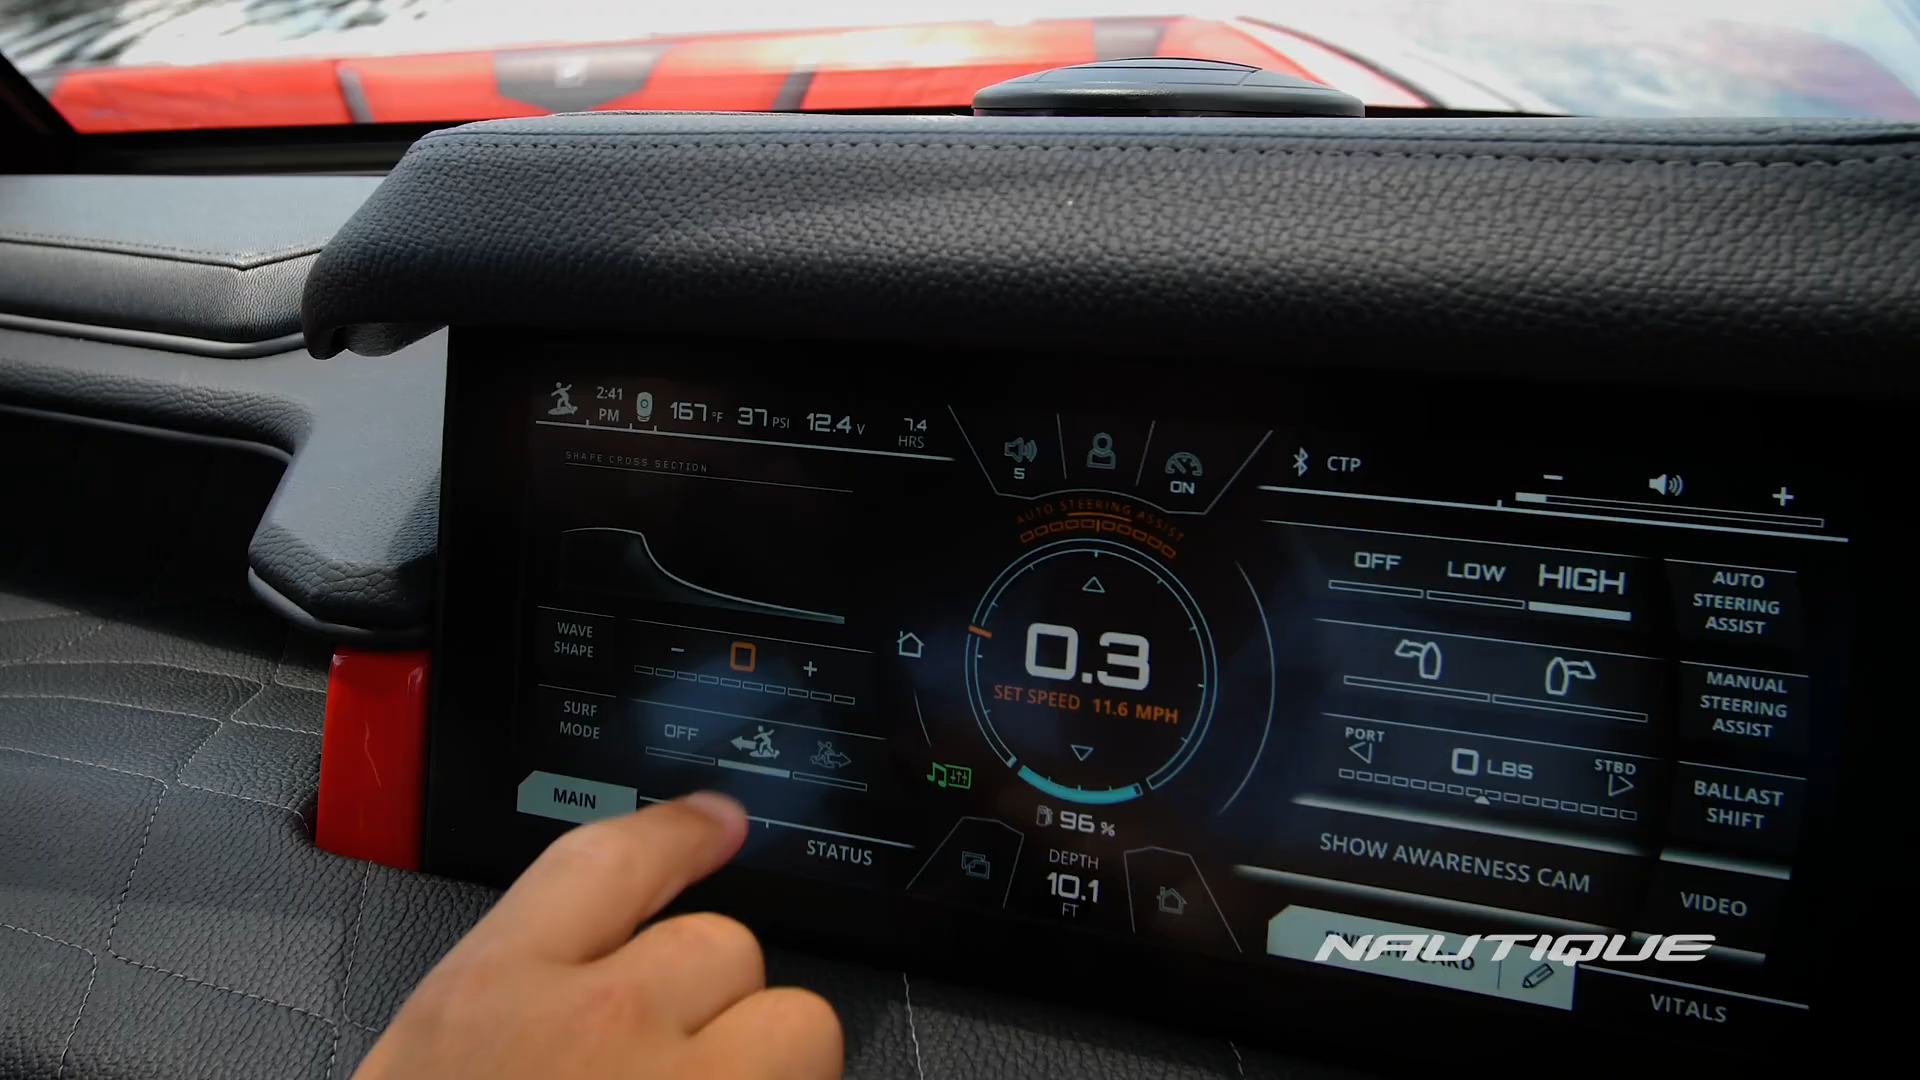 2:41
PM
167 °F
37 PSI
12.4 V
7.4
HRS
SHAPE CROSS SECTION
WAVE
SHAPE
- 0 +
SURF
MODE
OFF
MAIN
STATUS
5
ON
AUTO STEERING ASSIST
0.3
SET SPEED 11.6 MPH
96 %
DEPTH
10.1
FT
CTP
- +
OFF LOW HIGH
AUTO
STEERING
ASSIST
MANUAL
STEERING
ASSIST
PORT
0 LBS
STBD
BALLAST
SHIFT
SHOW AWARENESS CAM
VIDEO
NAUTIQUE
VITALS